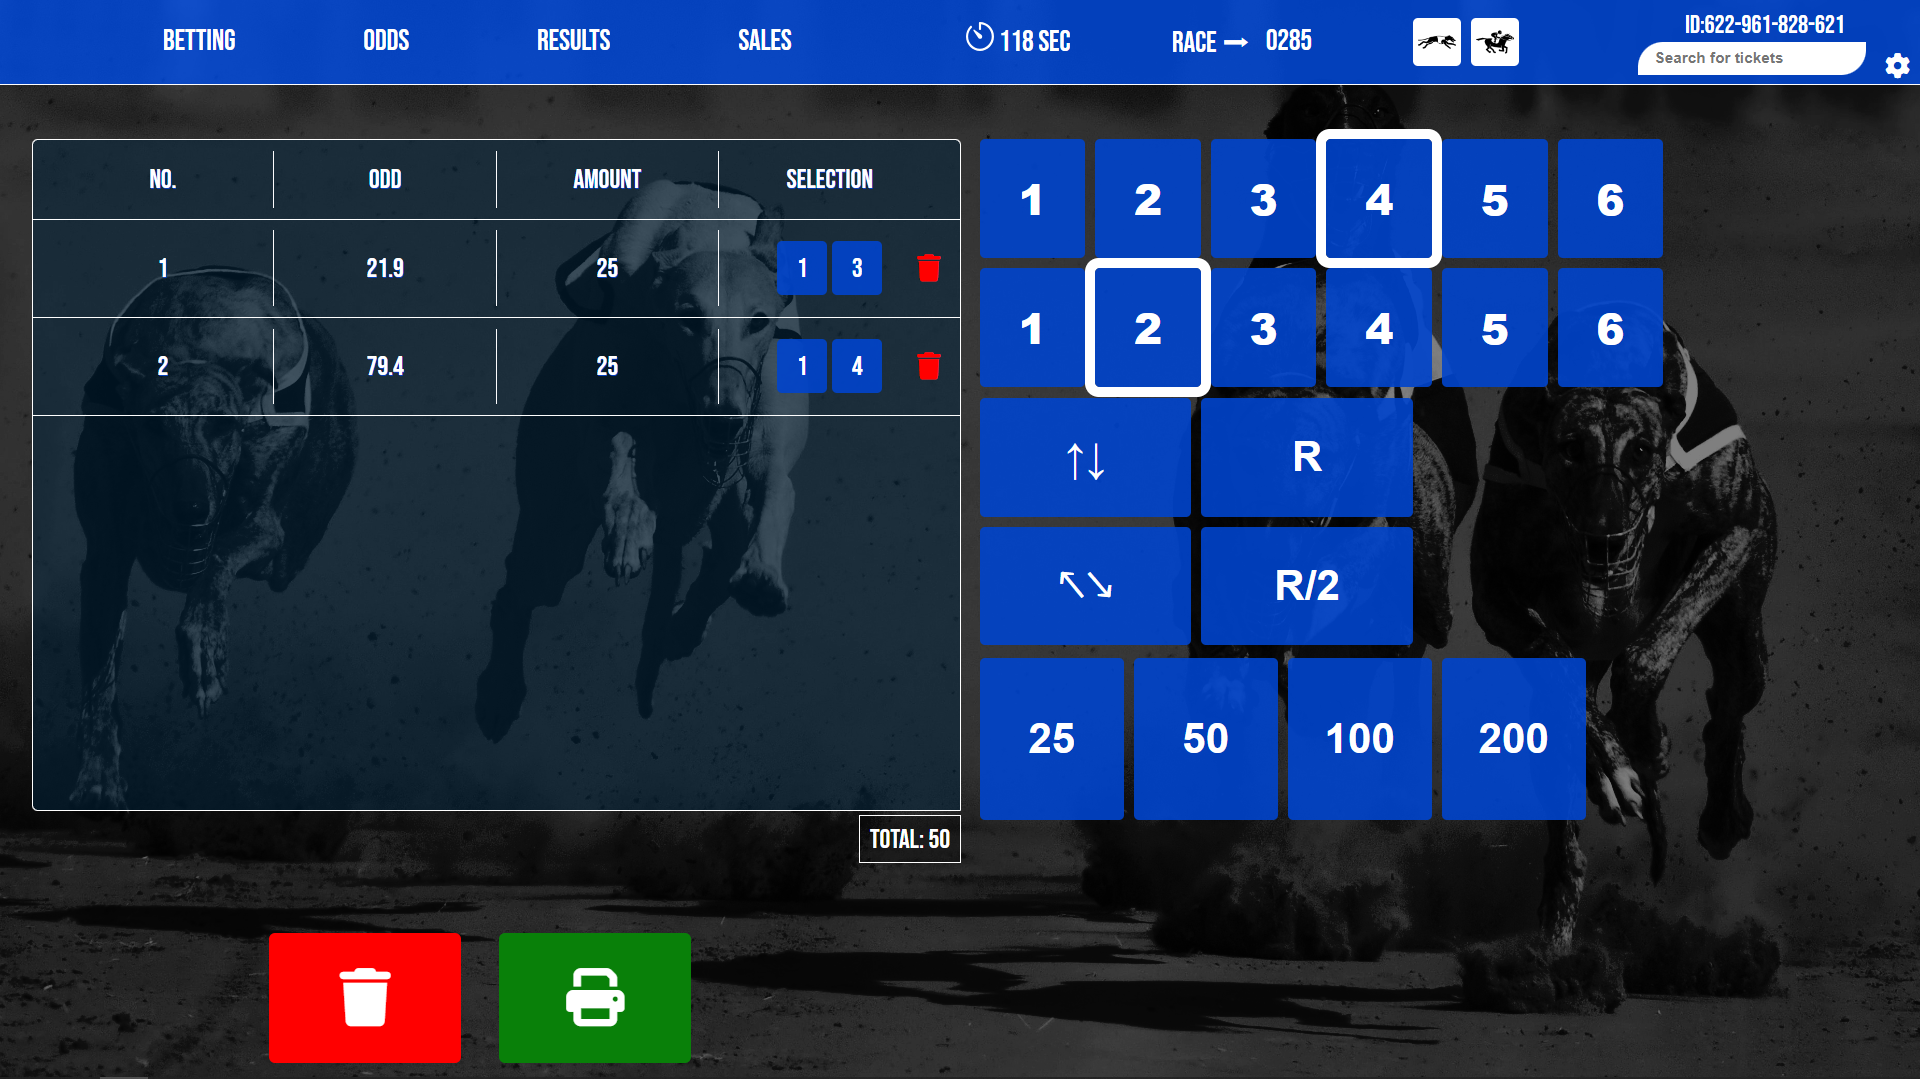 BETTING
ODDS
RESULTS
SALES
118 SEC
RACE
0285
ID:622-961-828-621
Search for tickets
NO.
ODD
AMOUNT
SELECTION
1
21.9
25
1
3
2
79.4
25
1
4
TOTAL: 50
1
2
3
4
5
6
1
2
3
4
5
6
↑↓
R
↖↘
R/2
25
50
100
200